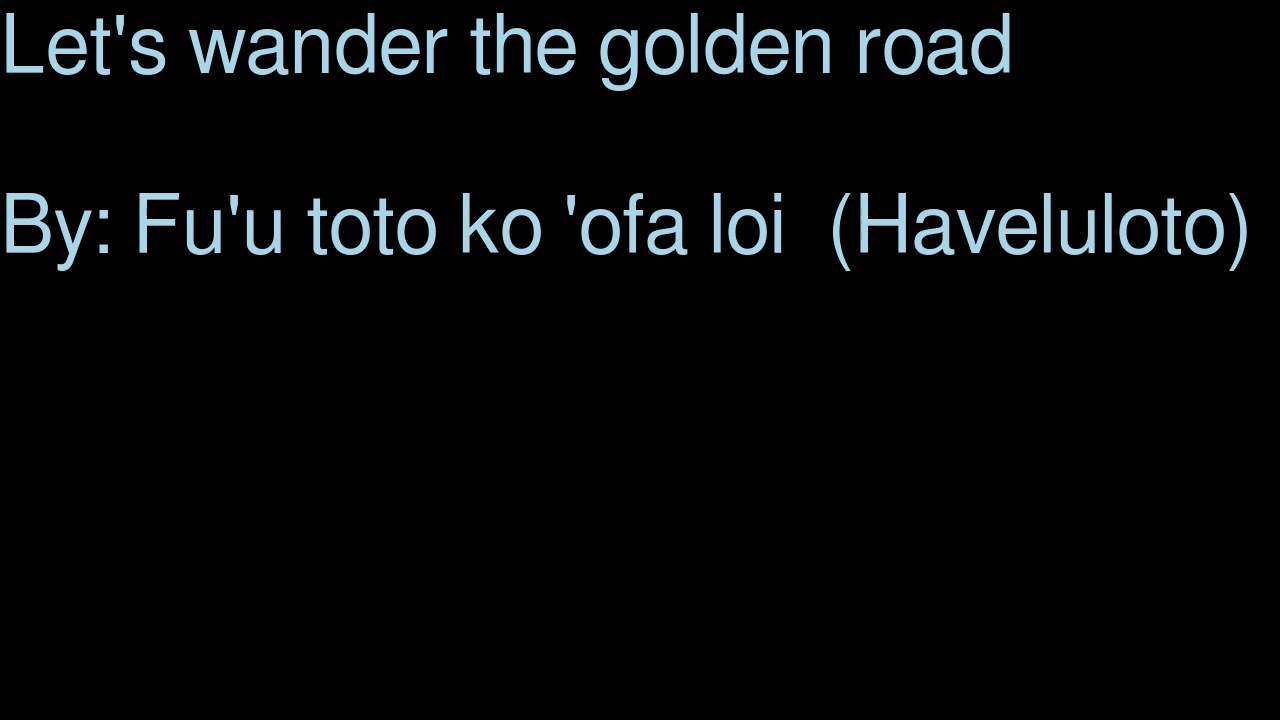 Let's wander the golden road
By: Fu'u toto ko 'ofa loi  (Haveluloto)